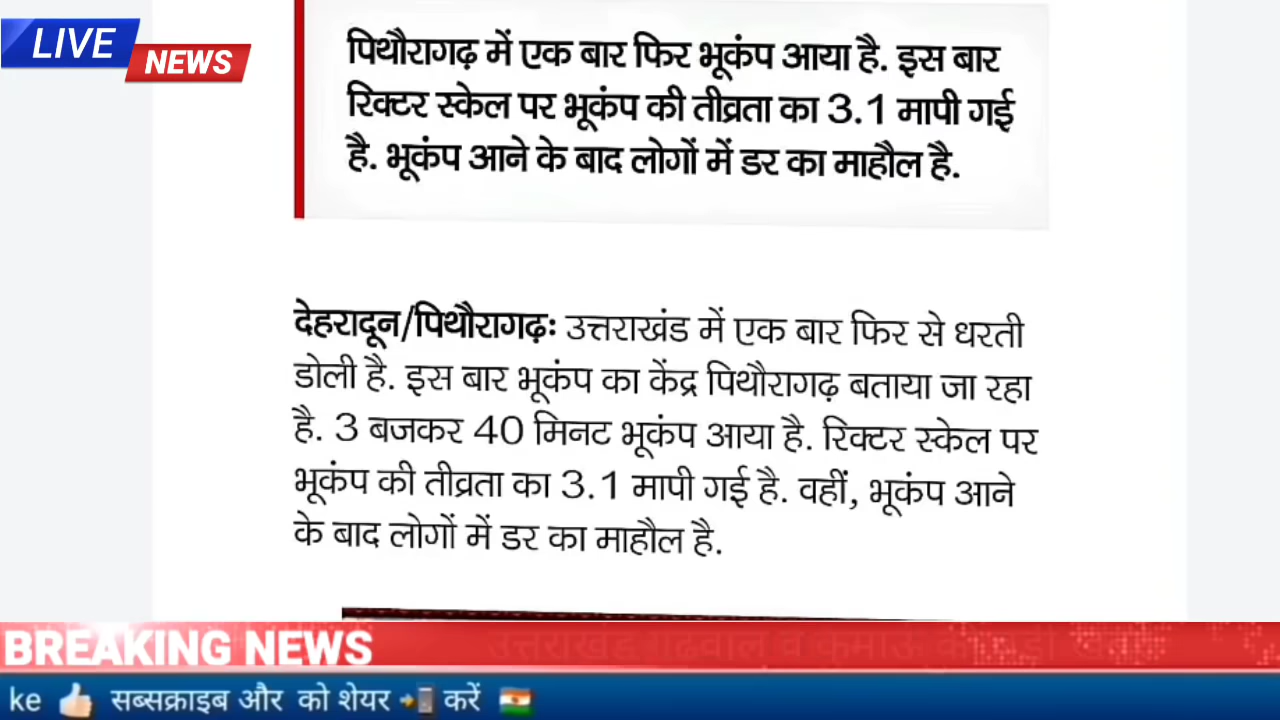 LIVE
NEWS
पिथौरागढ़ में एक बार फिर भूकंप आया है. इस बार
रिक्टर स्केल पर भूकंप की तीव्रता का 3.1 मापी गई
है. भूकंप आने के बाद लोगों में डर का माहौल है.
देहरादून/पिथौरागढ़ः उत्तराखंड में एक बार फिर से धरती
डोली है. इस बार भूकंप का केंद्र पिथौरागढ़ बताया जा रहा
है. 3 बजकर 40 मिनट भूकंप आया है. रिक्टर स्केल पर
भूकंप की तीव्रता का 3.1 मापी गई है. वहीं, भूकंप आने
के बाद लोगों में डर का माहौल है.
BREAKING NEWS
ke 👍🏻 सब्सक्राइब और को शेयर 📲 करें 🇮🇳